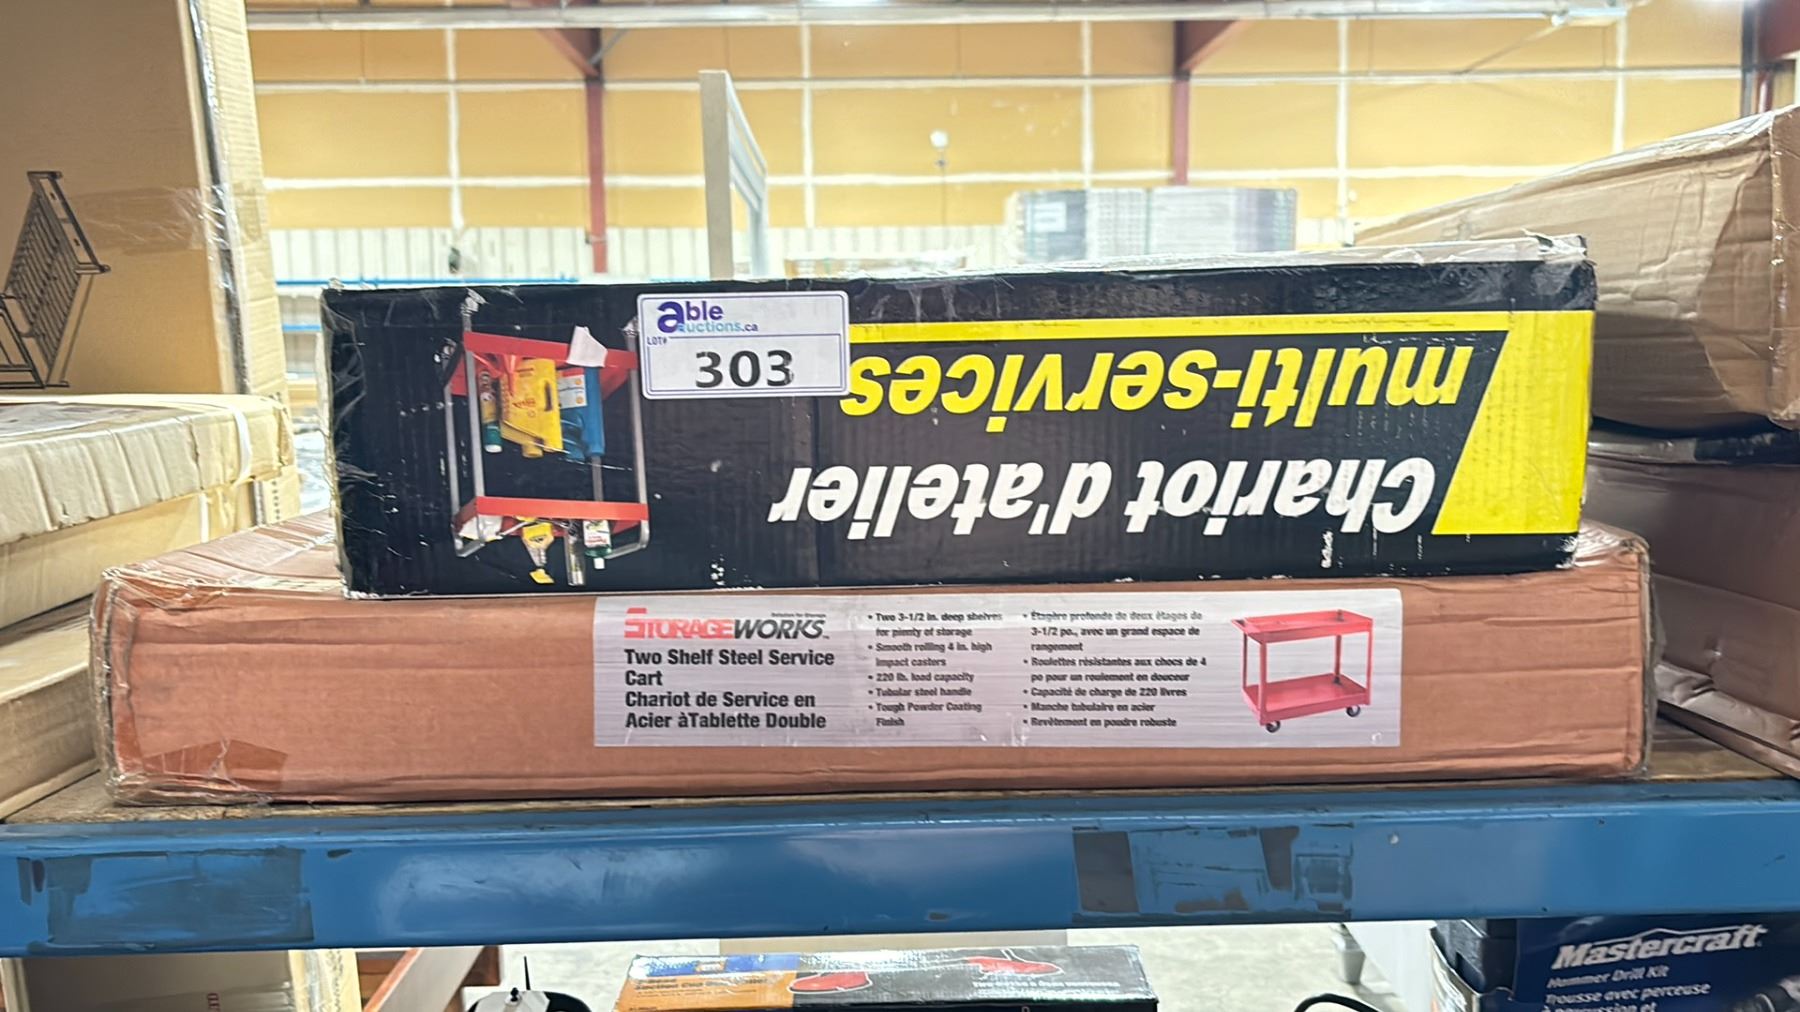 able
auctions.ca
LOT#
303
Chariot d'atelier
multi-services
STORAGEWORKS
Two Shelf Steel Service
Cart
Chariot de Service en
Acier àTablette Double
• Two 3-1/2 in. deep shelves
for plenty of storage
• Smooth rolling 4 in. high
impact casters
• 220 lb. load capacity
• Tubular steel handle
• Tough Powder Coating
Finish
• Étagère profonde de deux étages de
3-1/2 po., avec un grand espace de
rangement
• Roulettes résistantes aux chocs de 4
po pour un roulement en douceur
• Capacité de charge de 220 livres
• Manche tubulaire en acier
• Revêtement en poudre robuste
Mastercraft
Hammer Drill Kit
Trousse avec perceuse
à percussion et